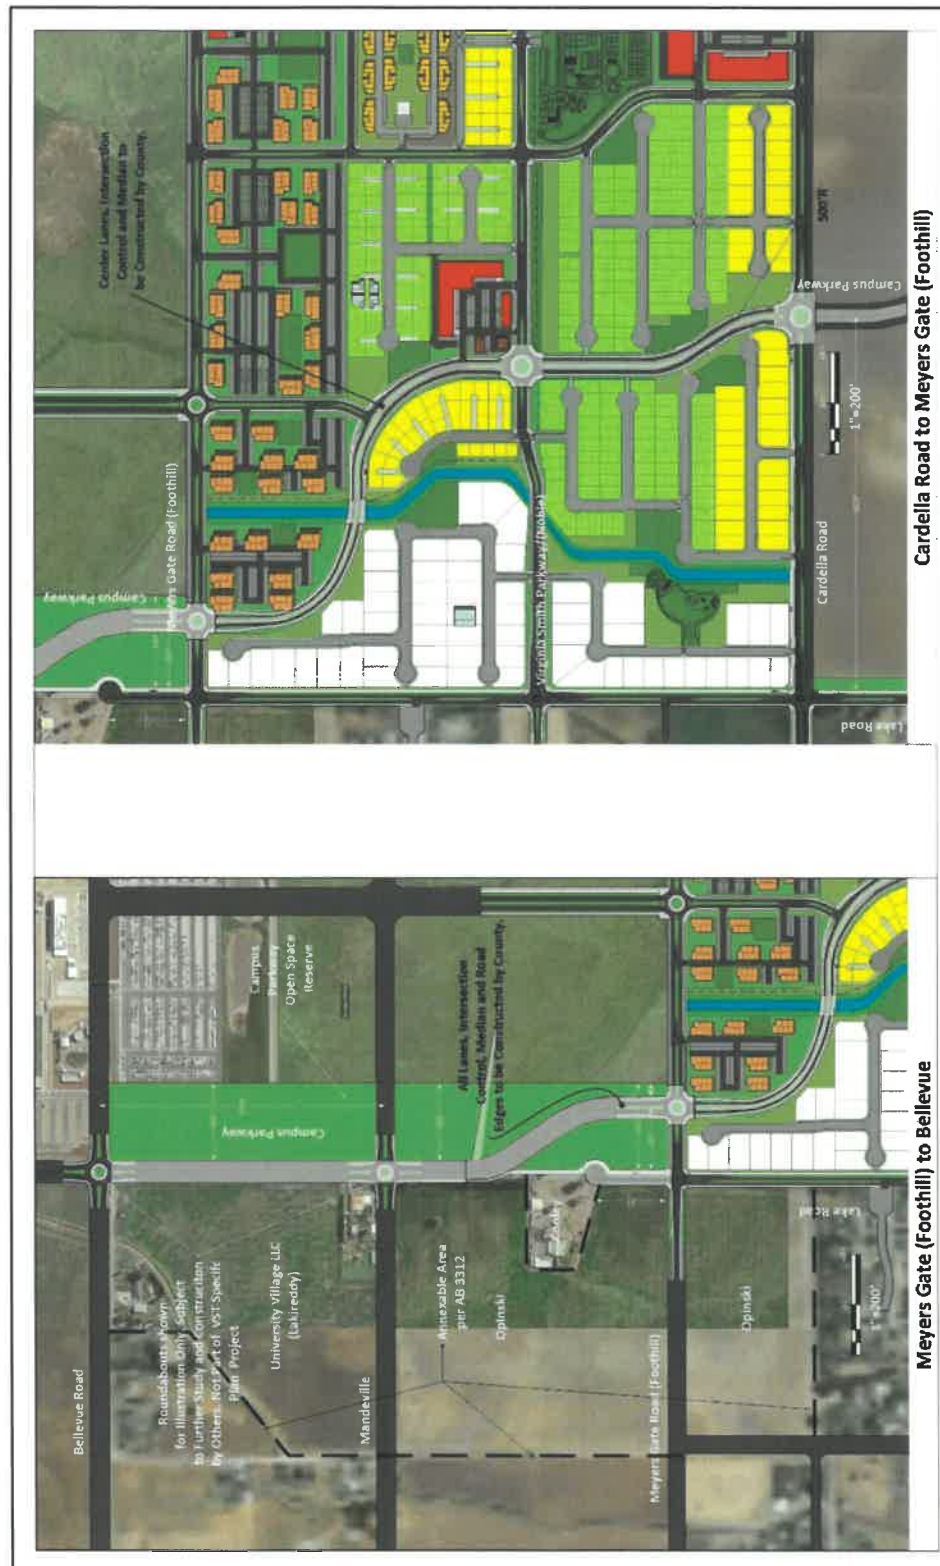 Center Lanes, Intersection
Control and Median to
be Constructed by County.
Meyers Gate Road (Foothill)
Campus Parkway
Virginia Smith Parkway/(Noble)
500'R
Campus Parkway
1"=200'
Cardella Road
Lake Road
Cardella Road to Meyers Gate (Foothill)
Bellevue Road
Roundabouts shown
for Illustration Only. Subject
to Further Study and construction
by Others. Not Part of VST Specific
Plan Project
University Village LLC
(Lakireddy)
Mandeville
Annexable Area
per AB 3312
Opinski
Meyers Gate Road (Foothill)
Opinski
Lake Road
1"=200'
Campus Parkway
Campus
Parkway
Open Space
Reserve
All Lanes, Intersection
Control, Median and Road
Edges to be Constructed by County.
Meyers Gate (Foothill) to Bellevue